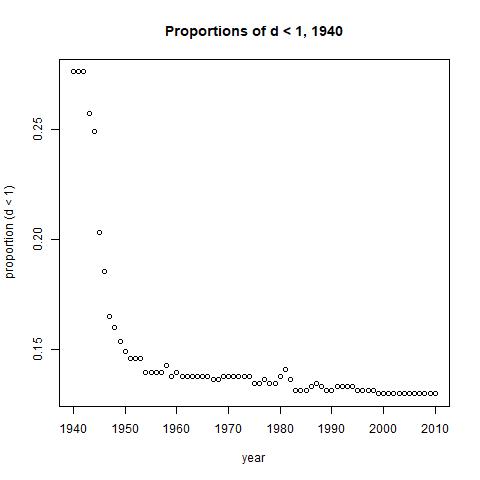 Proportions of d < 1, 1940
proportion (d < 1)
0.25
0.20
0.15
1940 1950 1960 1970 1980 1990 2000 2010
year